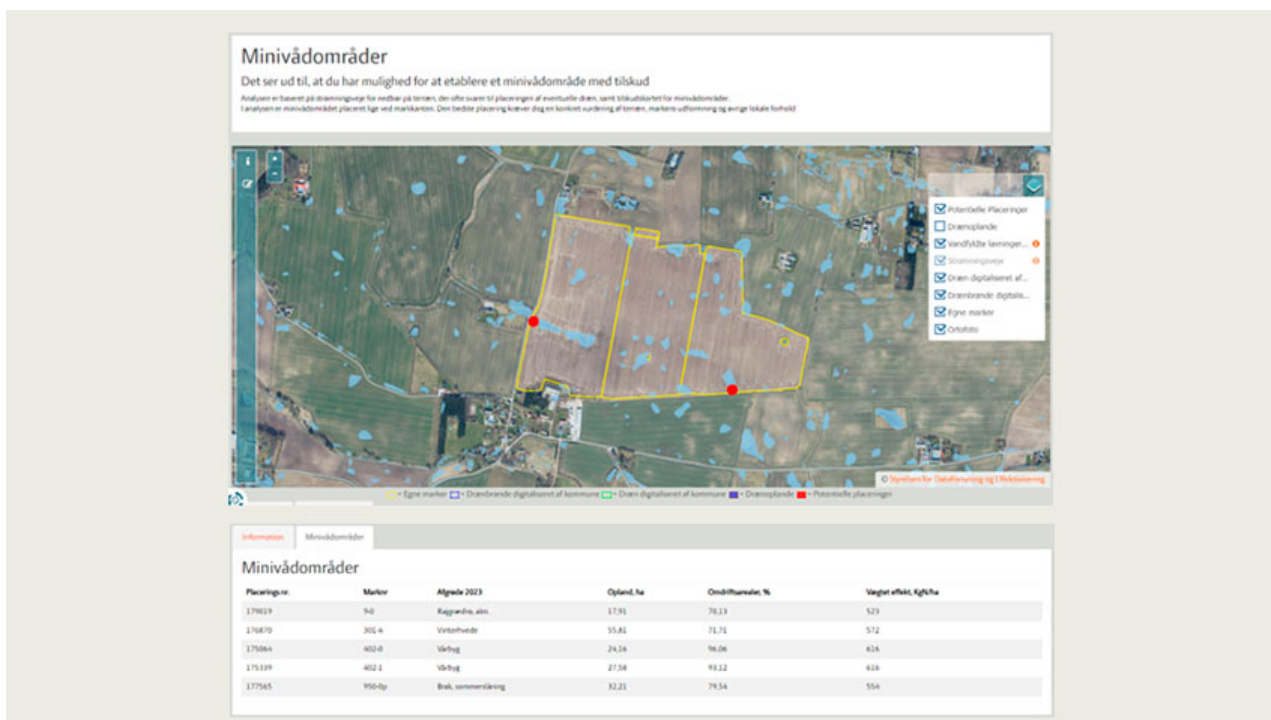 Minivådområder
Det ser ud til, at du har mulighed for at etablere et minivådområde med tilskud
Analysen er baseret på strømningsveje for nedbør på terræn, der ofte svarer til placeringen af eventuelle dræn, samt tilskudskortet for minivådområder.
I analysen er minivådområdet placeret lige ved markkanten. Den bedste placering kræver dog en konkret vurdering af terræn, markens udformning og øvrige lokale forhold
Potentielle Placeringer
Drænoplande
Vandfyldte lavninger...
Strømningsveje
Dræn digitaliseret af...
Drænbrønde digitalis...
Egne marker
Ortofoto
© Styrelsen for Dataforsyning og Effektivisering
= Egne marker = Drænbrønde digitaliseret af kommune = Dræn digitaliseret af kommune = Drænoplande = Potentielle placeringer
Information Minivådområder
Minivådområder
Placerings nr. Marknr Afgrøde 2023 Opland, ha Omdriftsarealer, % Vægtet effekt, KgN/ha
179019 9-0 Rajgræsfrø, alm. 17,91 78,13 523
176870 301-4 Vinterhvede 55,81 71,71 572
175064 402-0 Vårbyg 24,16 96,06 616
175339 402-1 Vårbyg 27,58 93,12 616
177565 950-0p Brak, sommerslåning 32,21 79,54 554